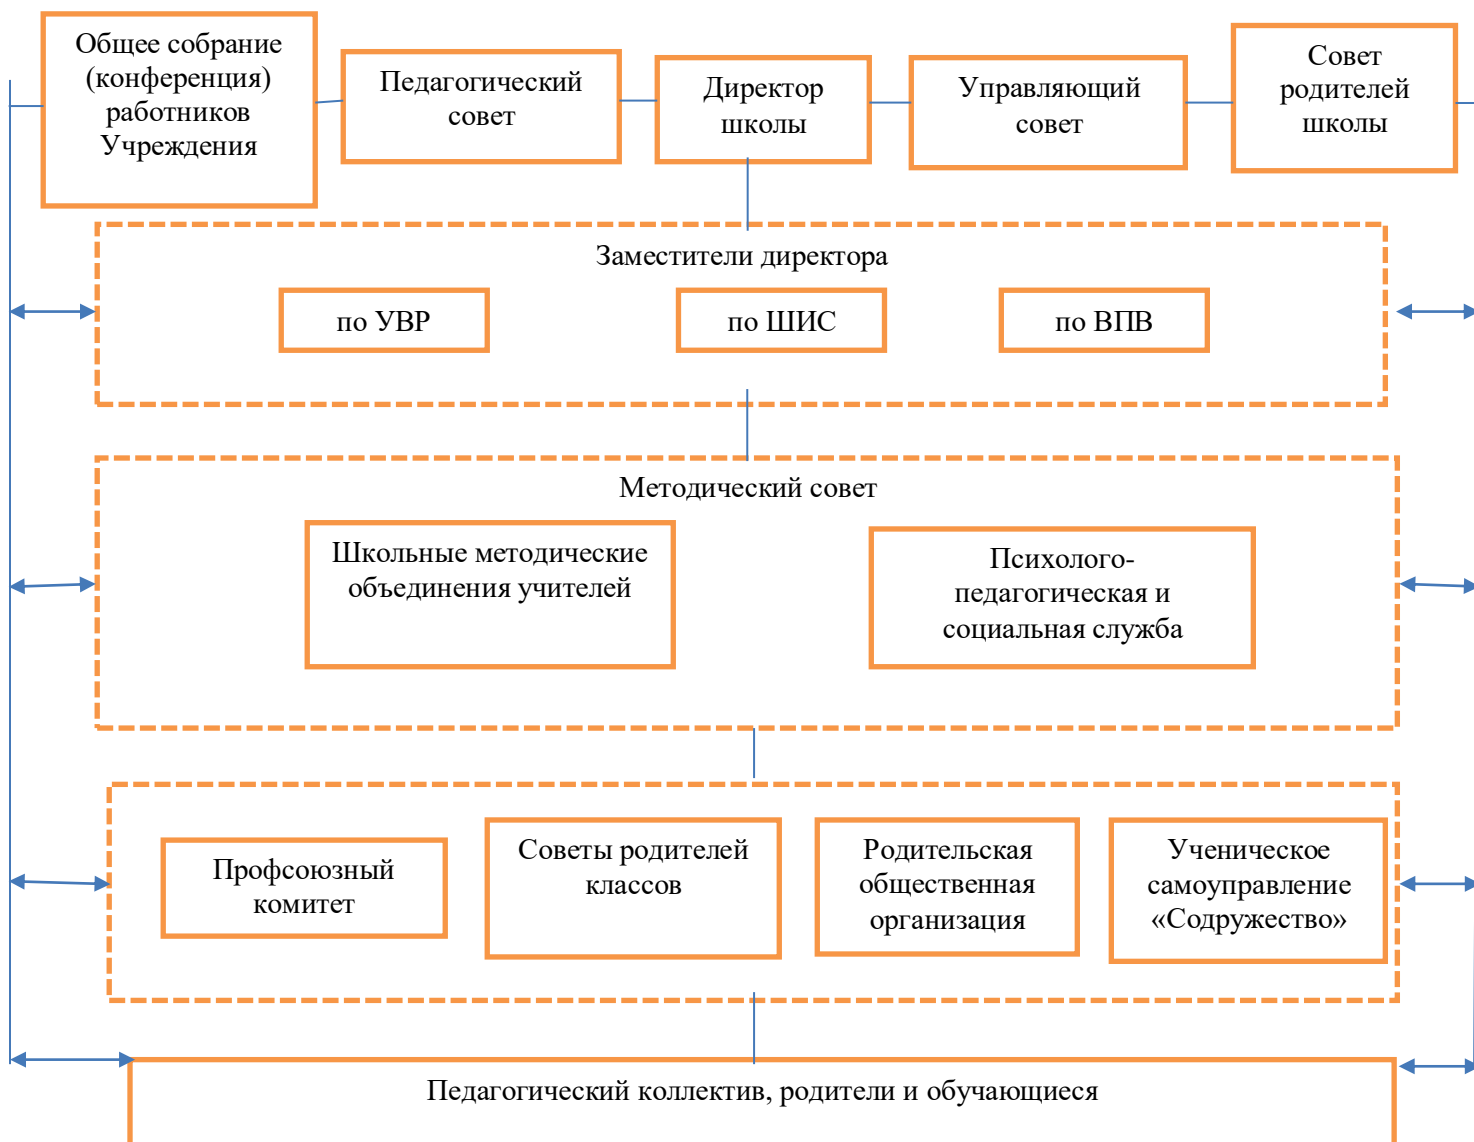 Общее собрание
(конференция)
работников
Учреждения
Педагогический
совет
Директор
школы
Управляющий
совет
Совет
родителей
школы
Заместители директора
по УВР
по ШИС
по ВПВ
Методический совет
Школьные методические
объединения учителей
Психолого-
педагогическая и
социальная служба
Профсоюзный
комитет
Советы родителей
классов
Родительская
общественная
организация
Ученическое
самоуправление
«Содружество»
Педагогический коллектив, родители и обучающиеся